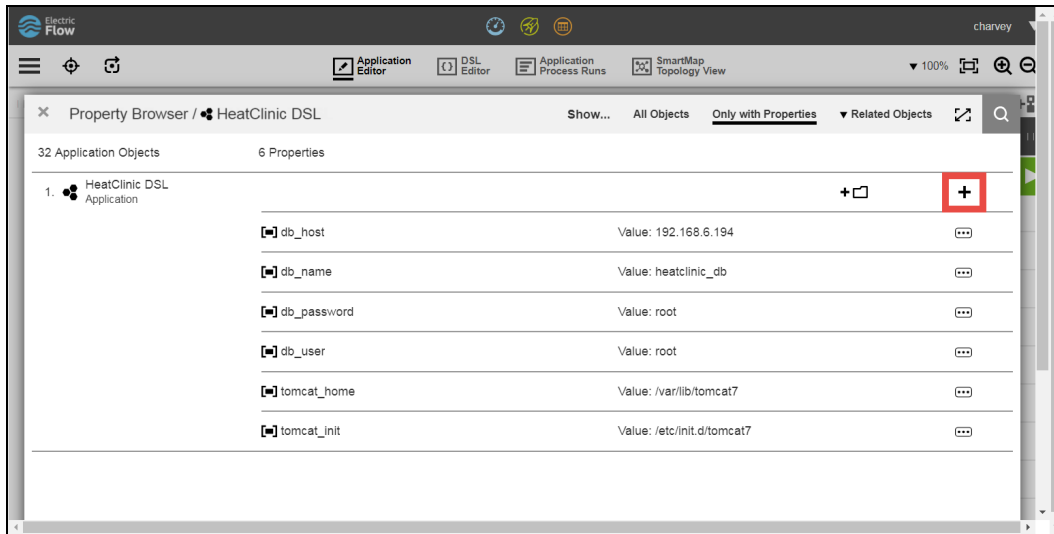 Electric
Flow
charvey
Application
Editor
DSL
Editor
Application
Process Runs
SmartMap
Topology View
100%
Property Browser / HeatClinic DSL
Show... All Objects Only with Properties Related Objects
32 Application Objects 6 Properties
1. HeatClinic DSL
Application
db_host Value: 192.168.6.194
db_name Value: heatclinic_db
db_password Value: root
db_user Value: root
tomcat_home Value: /var/lib/tomcat7
tomcat_init Value: /etc/init.d/tomcat7